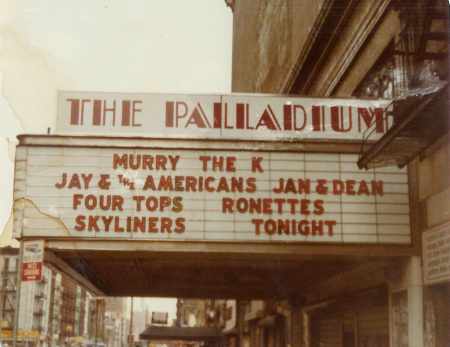 THE PALLADIUM
MURRY THE K
JAY & THE AMERICANS JAN & DEAN
FOUR TOPS RONETTES
SKYLINERS TONIGHT